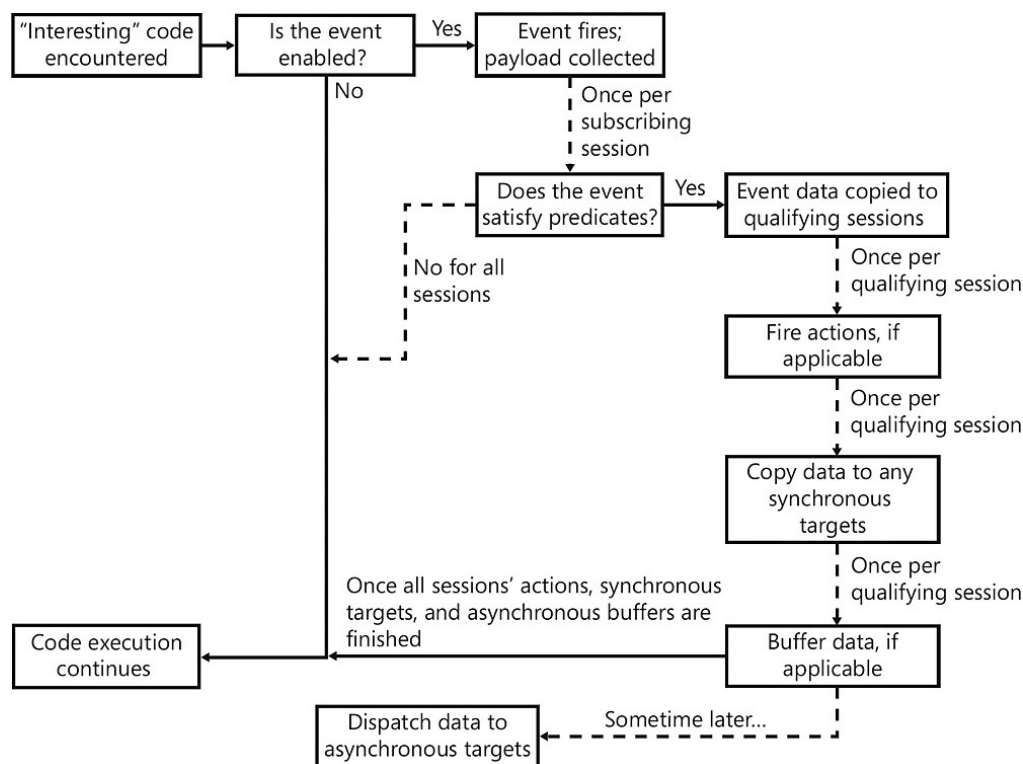 “Interesting” code
encountered
Is the event
enabled?
Yes
Event fires;
payload collected
No
Once per
subscribing
session
Does the event
satisfy predicates?
Yes
Event data copied to
qualifying sessions
No for all
sessions
Once per
qualifying session
Fire actions, if
applicable
Once per
qualifying session
Copy data to any
synchronous
targets
Once per
qualifying session
Once all sessions’ actions, synchronous
targets, and asynchronous buffers are
finished
Code execution
continues
Buffer data, if
applicable
Sometime later...
Dispatch data to
asynchronous targets